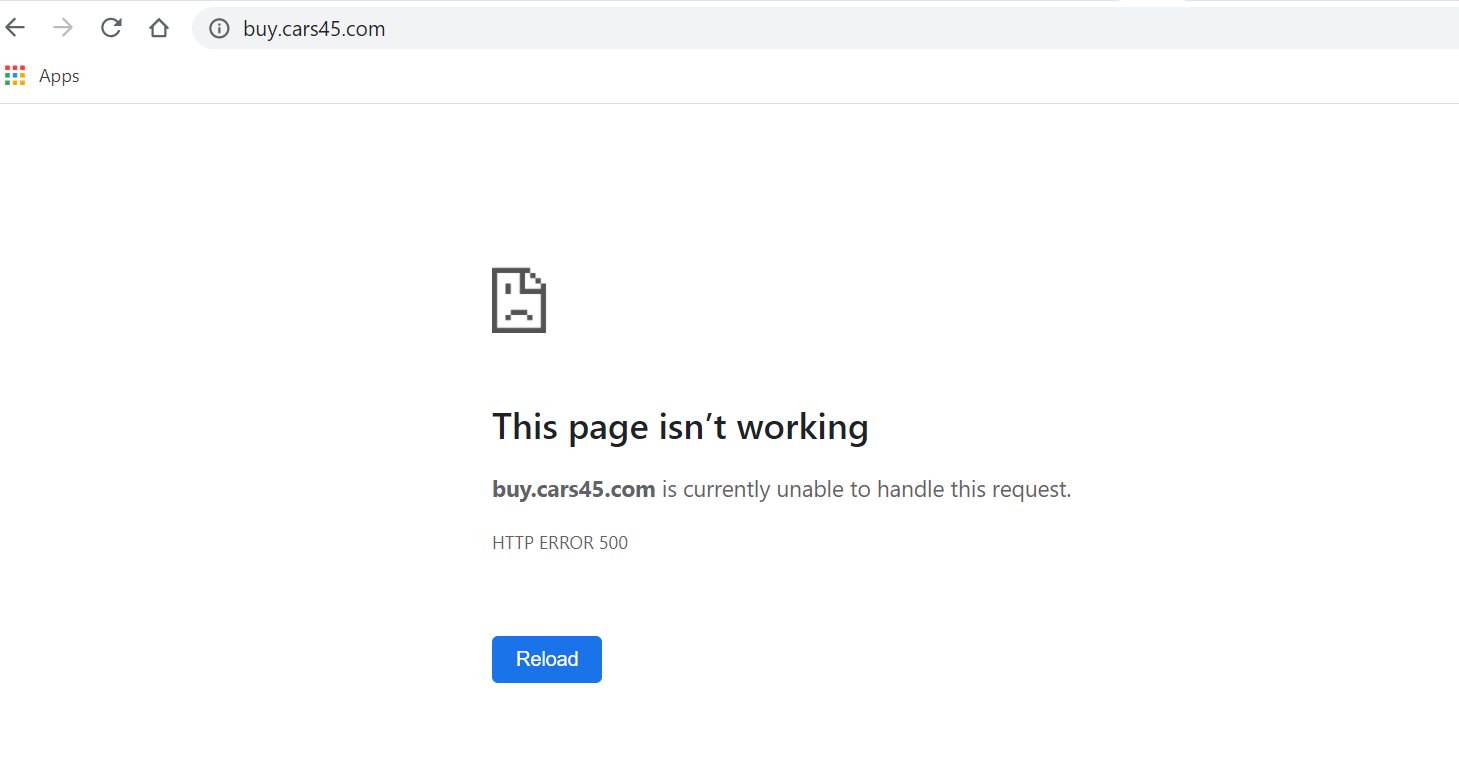 buy.cars45.com
Apps
This page isn’t working
buy.cars45.com is currently unable to handle this request.
HTTP ERROR 500
Reload